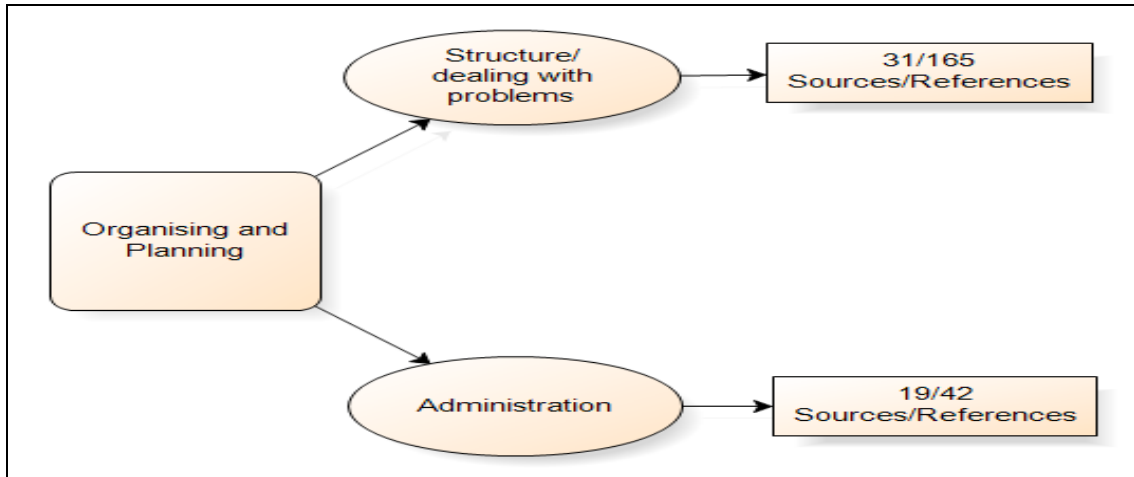 Structure/
dealing with
problems
31/165
Sources/References
Organising and
Planning
Administration
19/42
Sources/References